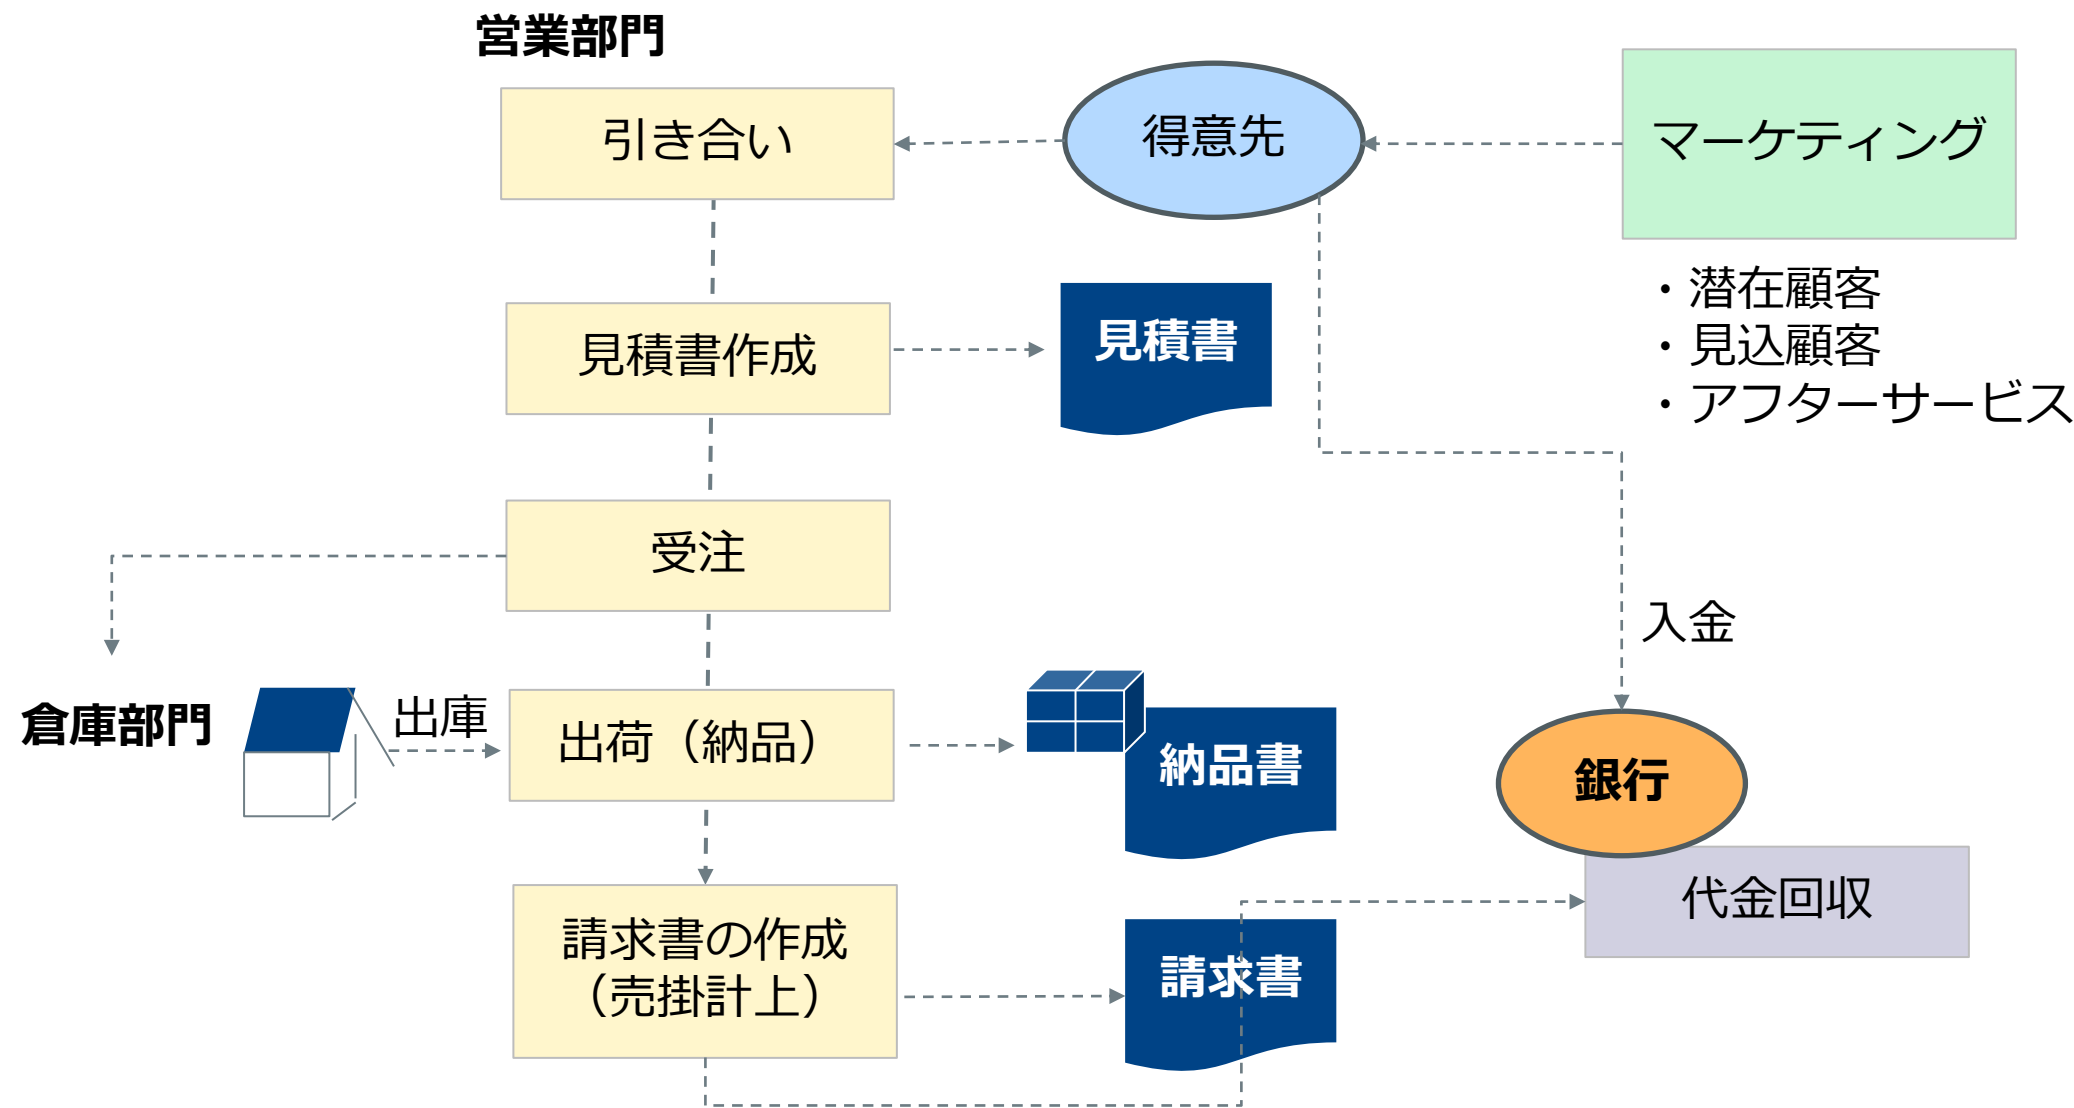 営業部門
引き合い
得意先
マーケティング
・潜在顧客
・見込顧客
・アフターサービス
見積書作成
見積書
受注
入金
倉庫部門
出庫
出荷（納品）
納品書
銀行
代金回収
請求書の作成
（売掛計上）
請求書